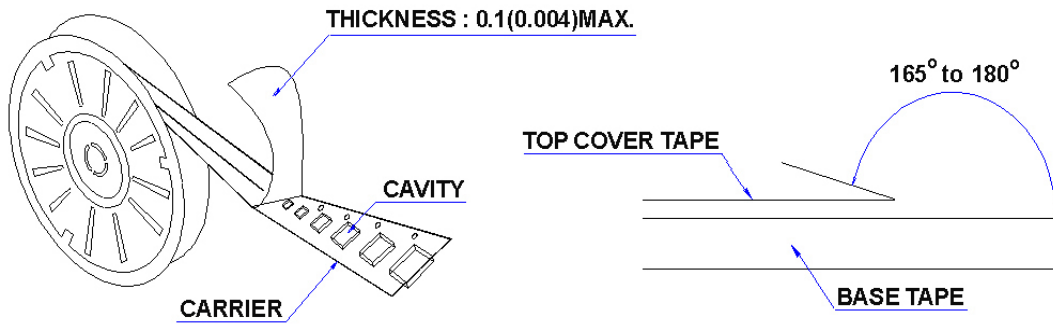 THICKNESS : 0.1(0.004)MAX.
165° to 180°
TOP COVER TAPE
CAVITY
CARRIER
BASE TAPE